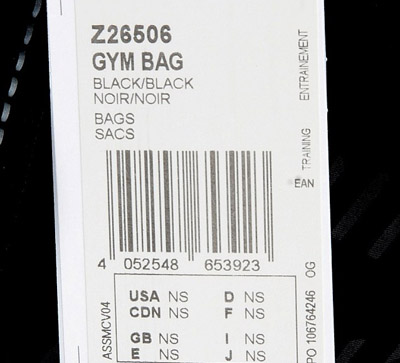 Z26506
GYM BAG
BLACK/BLACK
NOIR/NOIR
BAGS
SACS
TRAINING ENTRAINEMENT
EAN
4 052548 653923
USA NS D NS
CDN NS F NS
GB NS I NS
E NS J NS
ASSMCV04
PO 106764246 OG